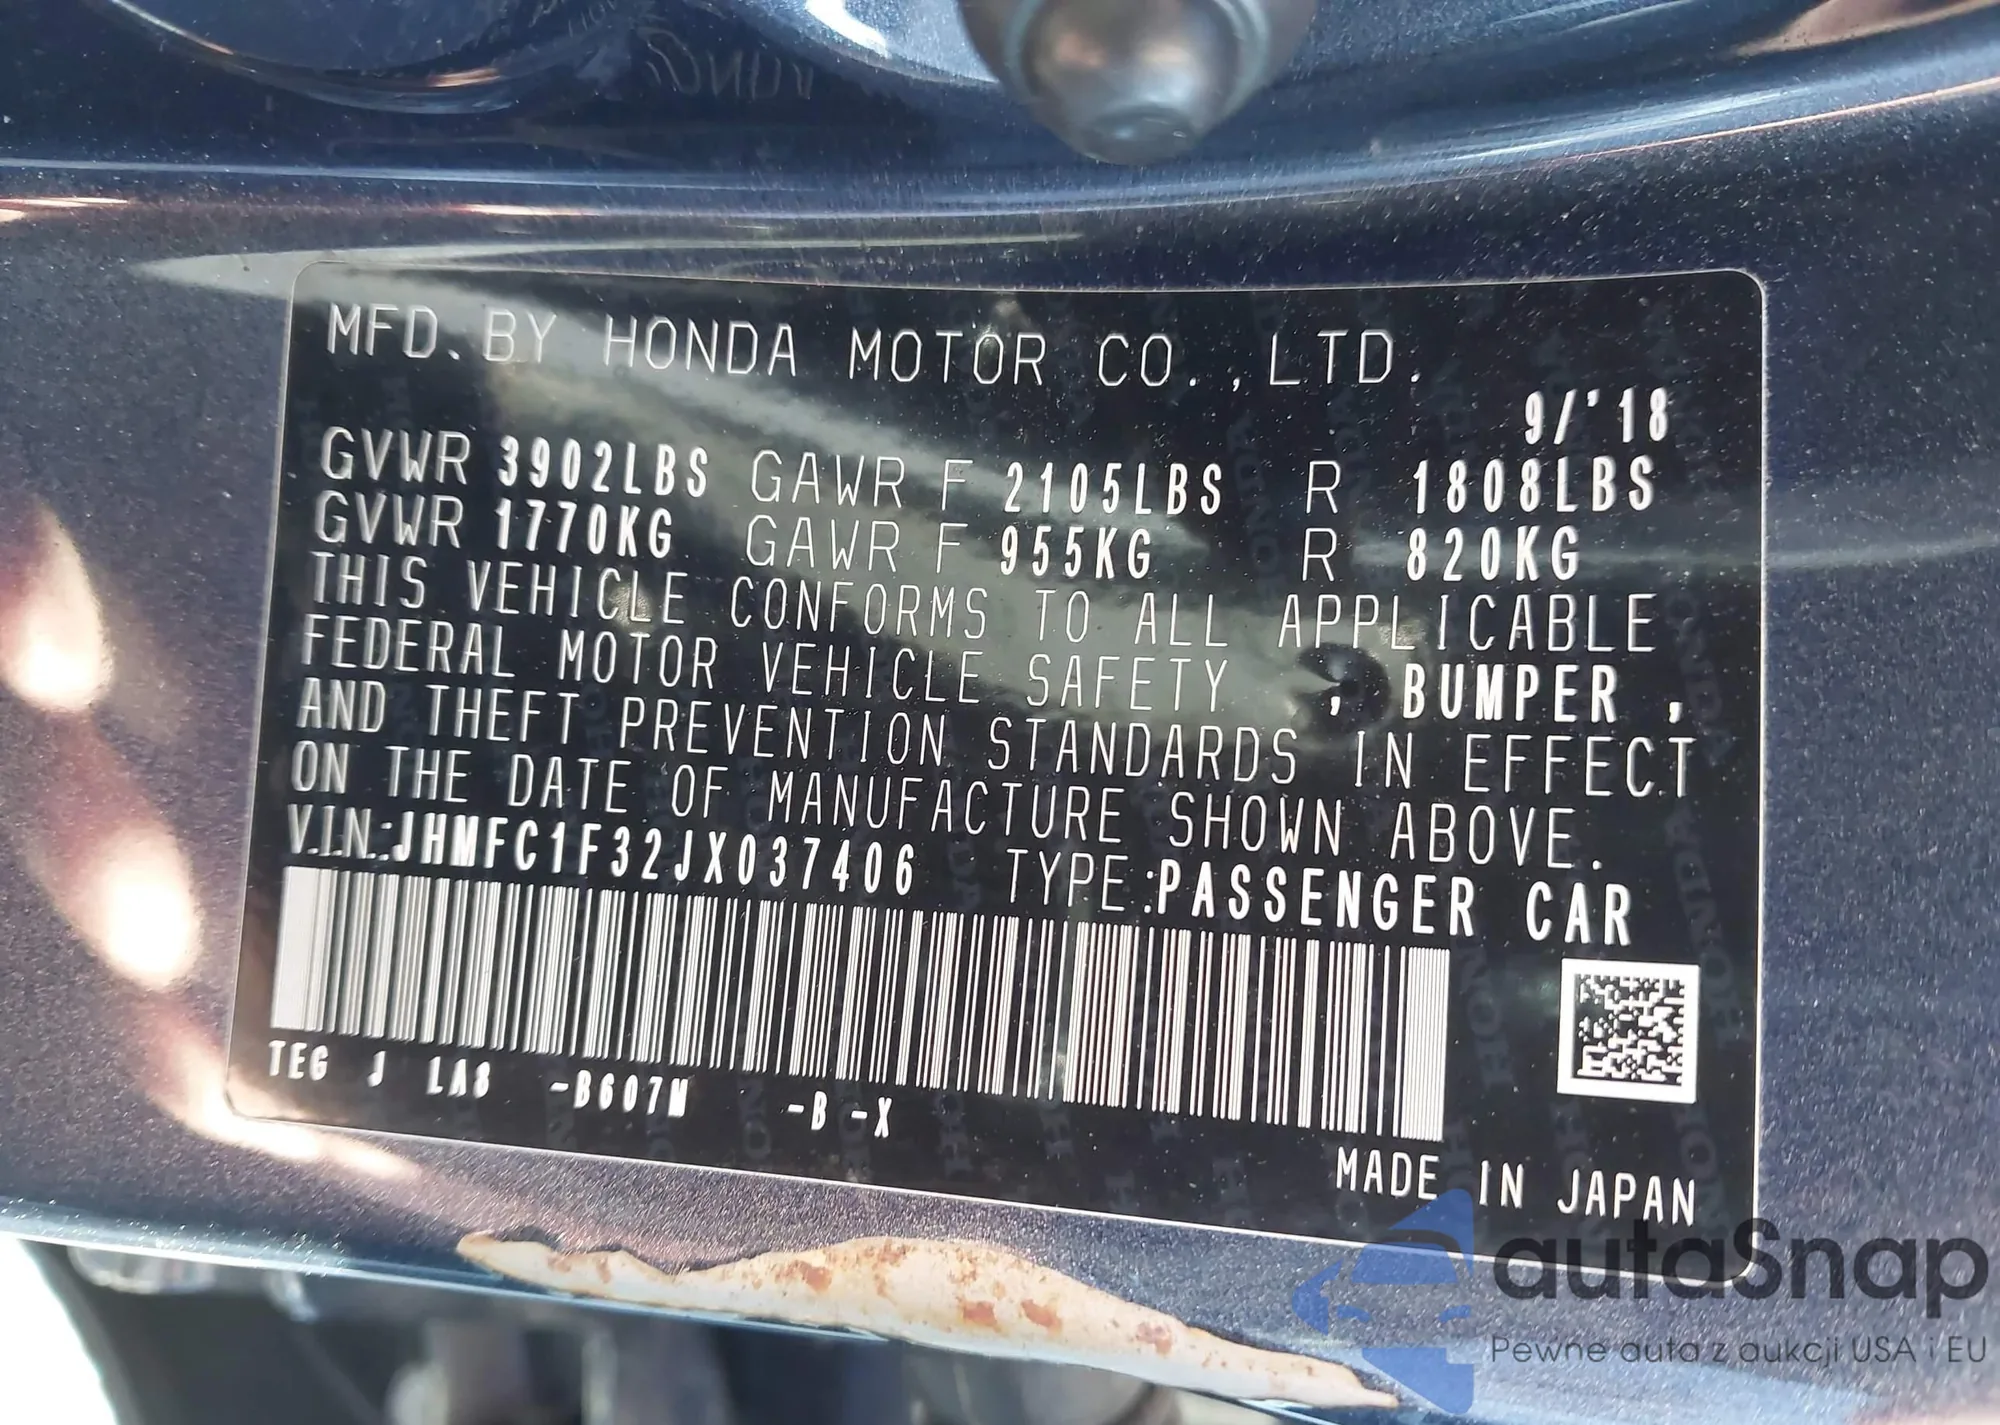 MFD. BY HONDA MOTOR CO., LTD.
9/'18
GVWR 3902LBS GAWR F 2105LBS R 1808LBS
GVWR 1770KG GAWR F 955KG R 820KG
THIS VEHICLE CONFORMS TO ALL APPLICABLE
FEDERAL MOTOR VEHICLE SAFETY , BUMPER ,
AND THEFT PREVENTION STANDARDS IN EFFECT
ON THE DATE OF MANUFACTURE SHOWN ABOVE.
V.I.N.:JHMFC1F32JX037406 TYPE:PASSENGER CAR
TEG J LA8 -B607M -B -X
MADE IN JAPAN
autaSnap
Pewne auta z aukcji USA i EU